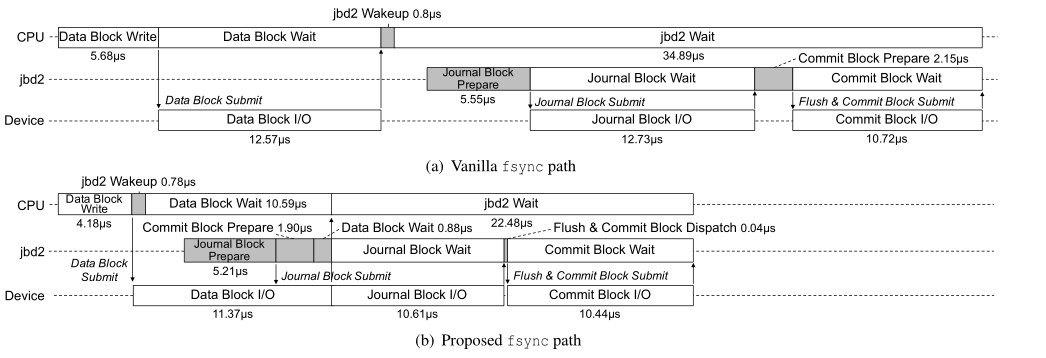 jbd2 Wakeup 0.8μs
CPU
Data Block Write
Data Block Wait
jbd2 Wait
5.68μs
34.89μs
Commit Block Prepare 2.15μs
jbd2
Journal Block
Prepare
Journal Block Wait
Commit Block Wait
5.55μs
Data Block Submit
Journal Block Submit
Flush & Commit Block Submit
Device
Data Block I/O
Journal Block I/O
Commit Block I/O
12.57μs
12.73μs
10.72μs
(a) Vanilla fsync path
jbd2 Wakeup 0.78μs
CPU
Data Block
Write
Data Block Wait 10.59μs
jbd2 Wait
4.18μs
22.48μs
Commit Block Prepare 1.90μs
Data Block Wait 0.88μs
Flush & Commit Block Dispatch 0.04μs
jbd2
Journal Block
Prepare
Journal Block Wait
Commit Block Wait
5.21μs
Data Block
Submit
Journal Block Submit
Flush & Commit Block Submit
Device
Data Block I/O
Journal Block I/O
Commit Block I/O
11.37μs
10.61μs
10.44μs
(b) Proposed fsync path